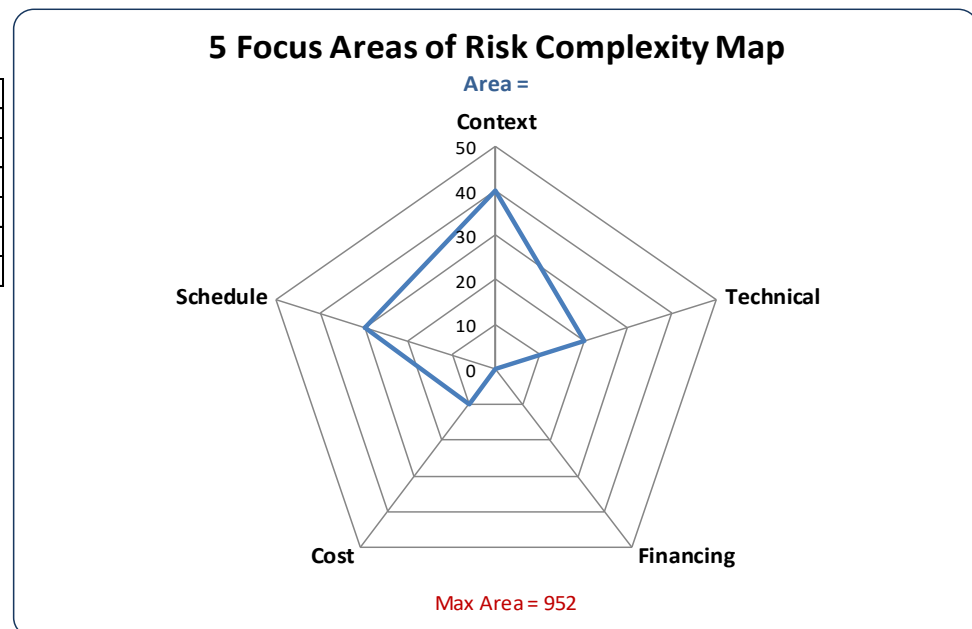 5 Focus Areas of Risk Complexity Map
Area =
Context
50
40
30
20
10
0
Schedule
Technical
Cost
Financing
Max Area = 952